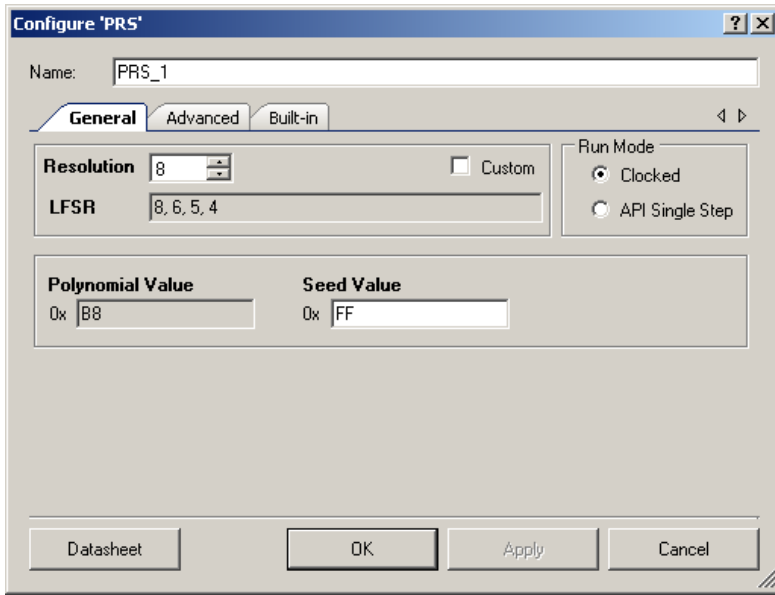 Configure 'PRS'
Name: PRS_1
General Advanced Built-in
Resolution 8 Custom
LFSR 8, 6, 5, 4
Run Mode
Clocked
API Single Step
Polynomial Value Seed Value
0x B8 0x FF
Datasheet OK Apply Cancel